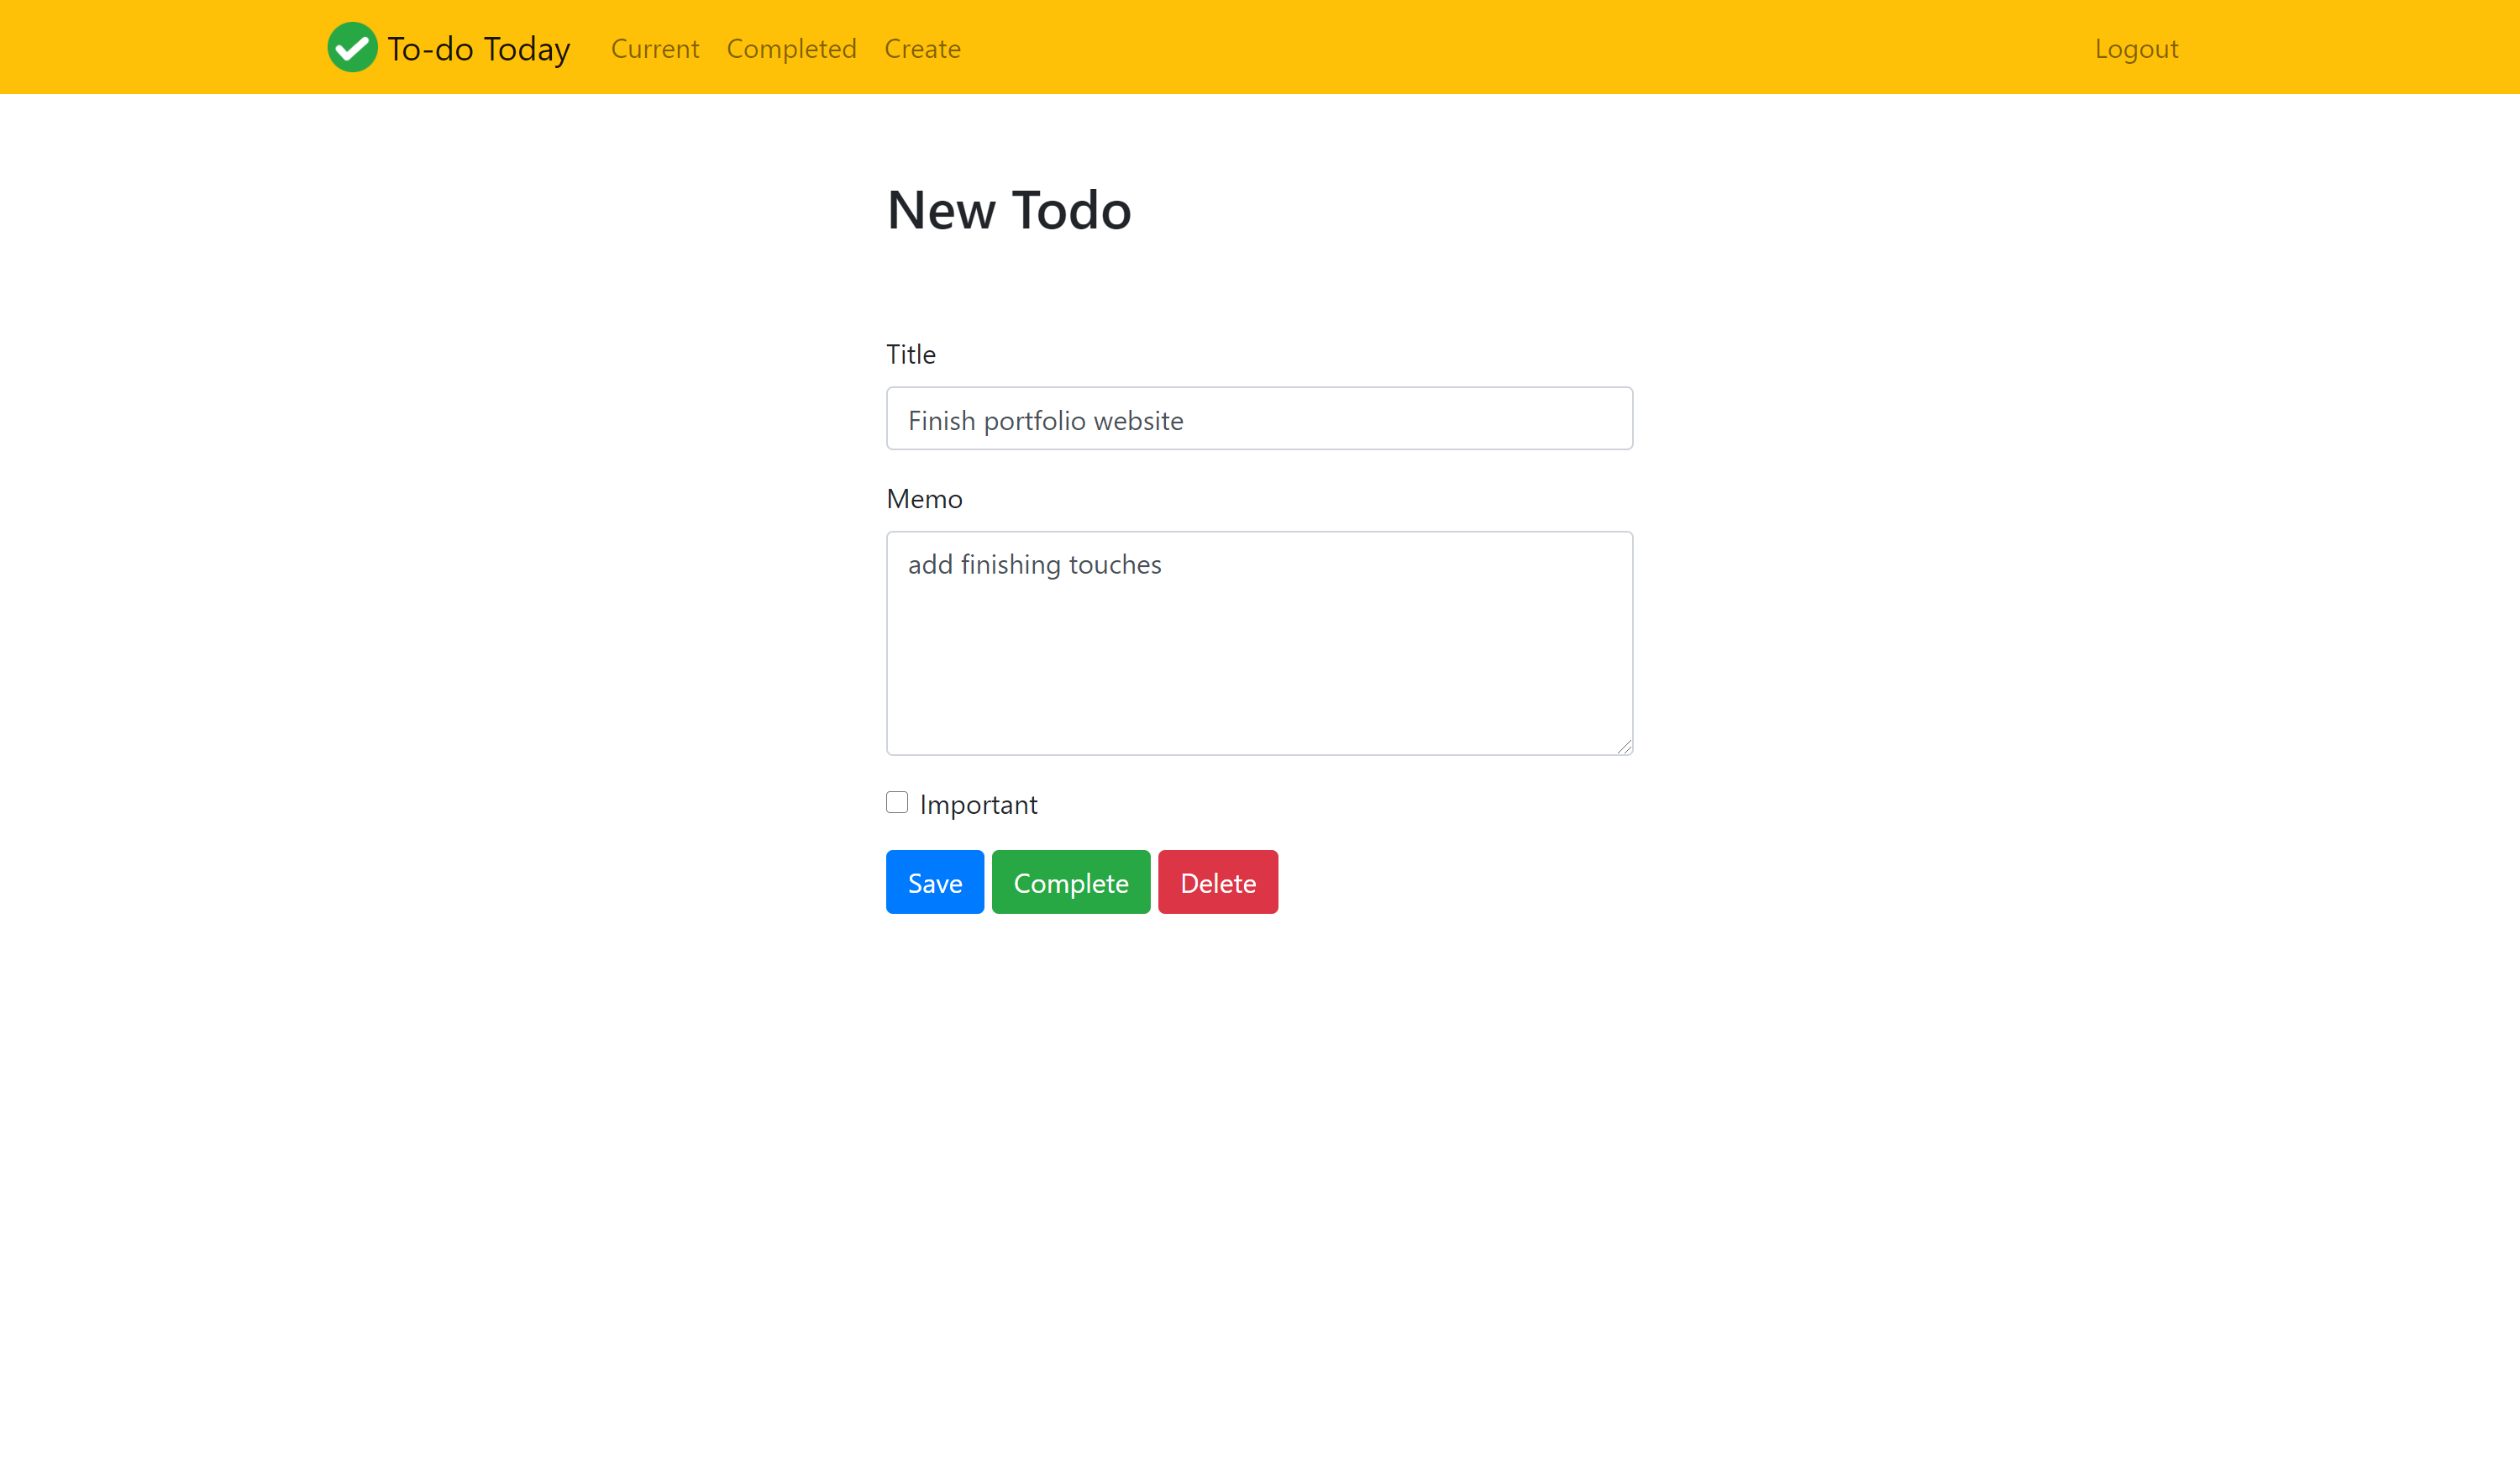 To-do Today Current Completed Create Logout
New Todo
Title
Finish portfolio website
Memo
add finishing touches
Important
Save Complete Delete